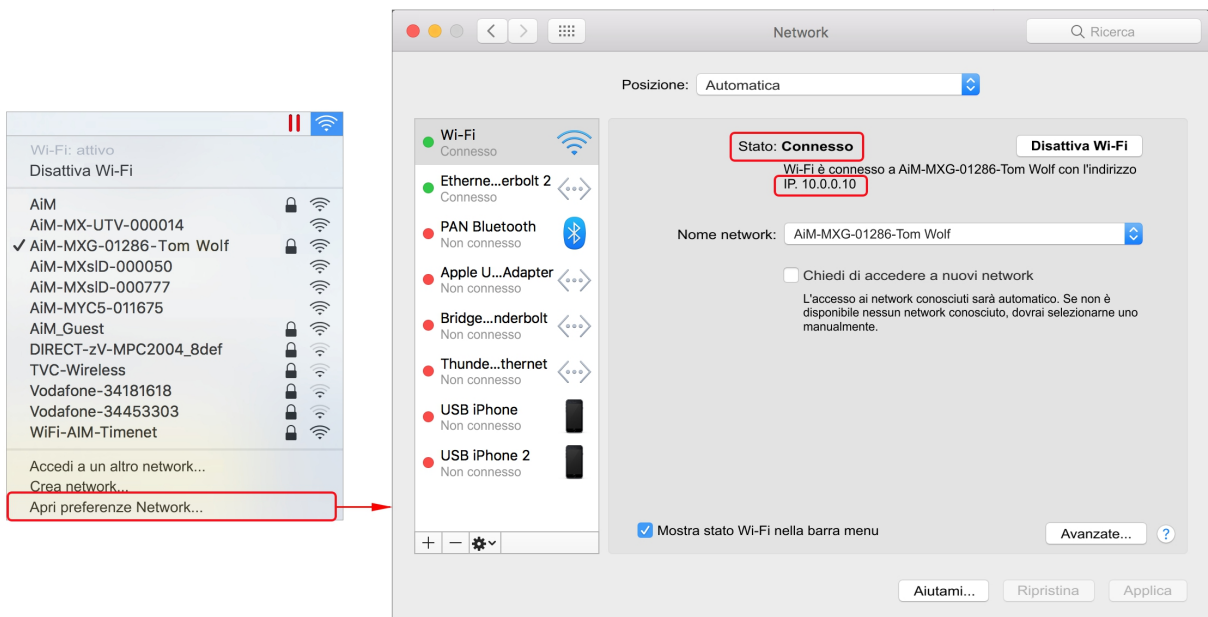 Wi-Fi: attivo
Disattiva Wi-Fi
AiM
AiM-MX-UTV-000014
AiM-MXG-01286-Tom Wolf
AiM-MXslD-000050
AiM-MXslD-000777
AiM-MYC5-011675
AiM_Guest
DIRECT-zV-MPC2004_8def
TVC-Wireless
Vodafone-34181618
Vodafone-34453303
WiFi-AIM-Timenet
Accedi a un altro network...
Crea network...
Apri preferenze Network...
Network
Ricerca
Posizione: Automatica
Wi-Fi
Connesso
Etherne...erbolt 2
Connesso
PAN Bluetooth
Non connesso
Apple U...Adapter
Non connesso
Bridge...nderbolt
Non connesso
Thunde...thernet
Non connesso
USB iPhone
Non connesso
USB iPhone 2
Non connesso
Stato: Connesso
Disattiva Wi-Fi
Wi-Fi è connesso a AiM-MXG-01286-Tom Wolf con l'indirizzo
IP. 10.0.0.10
Nome network: AiM-MXG-01286-Tom Wolf
Chiedi di accedere a nuovi network
L'accesso ai network conosciuti sarà automatico. Se non è
disponibile nessun network conosciuto, dovrai selezionarne uno
manualmente.
Mostra stato Wi-Fi nella barra menu
Avanzate... ?
Aiutami... Ripristina Applica